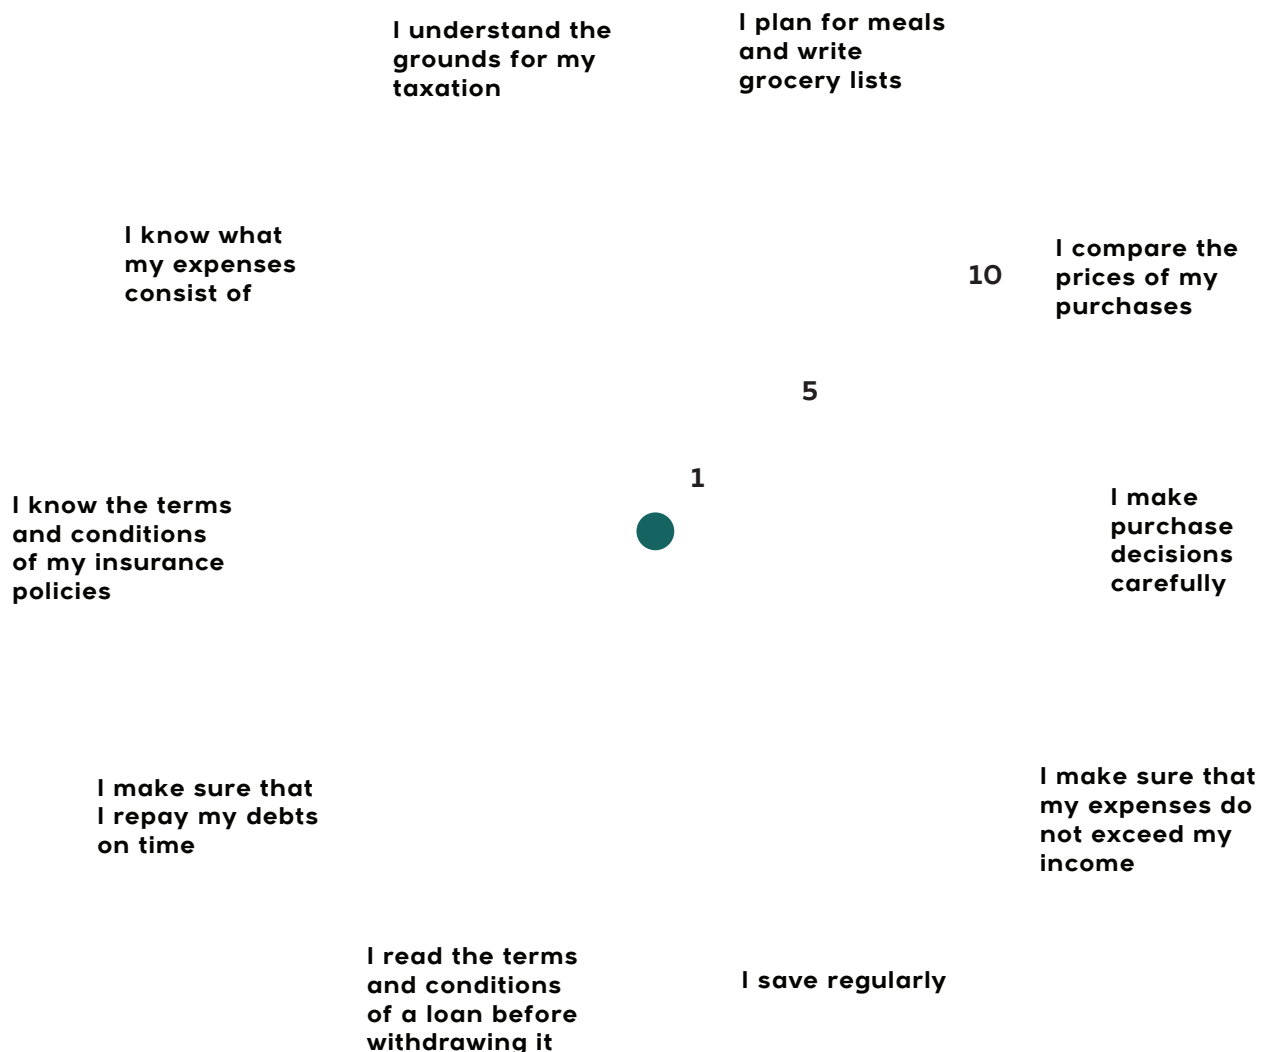 I understand the
grounds for my
taxation
I plan for meals
and write
grocery lists
I know what
my expenses
consist of
10
I compare the
prices of my
purchases
5
1
I know the terms
and conditions
of my insurance
policies
I make
purchase
decisions
carefully
I make sure that
I repay my debts
on time
I make sure that
my expenses do
not exceed my
income
I read the terms
and conditions
of a loan before
withdrawing it
I save regularly